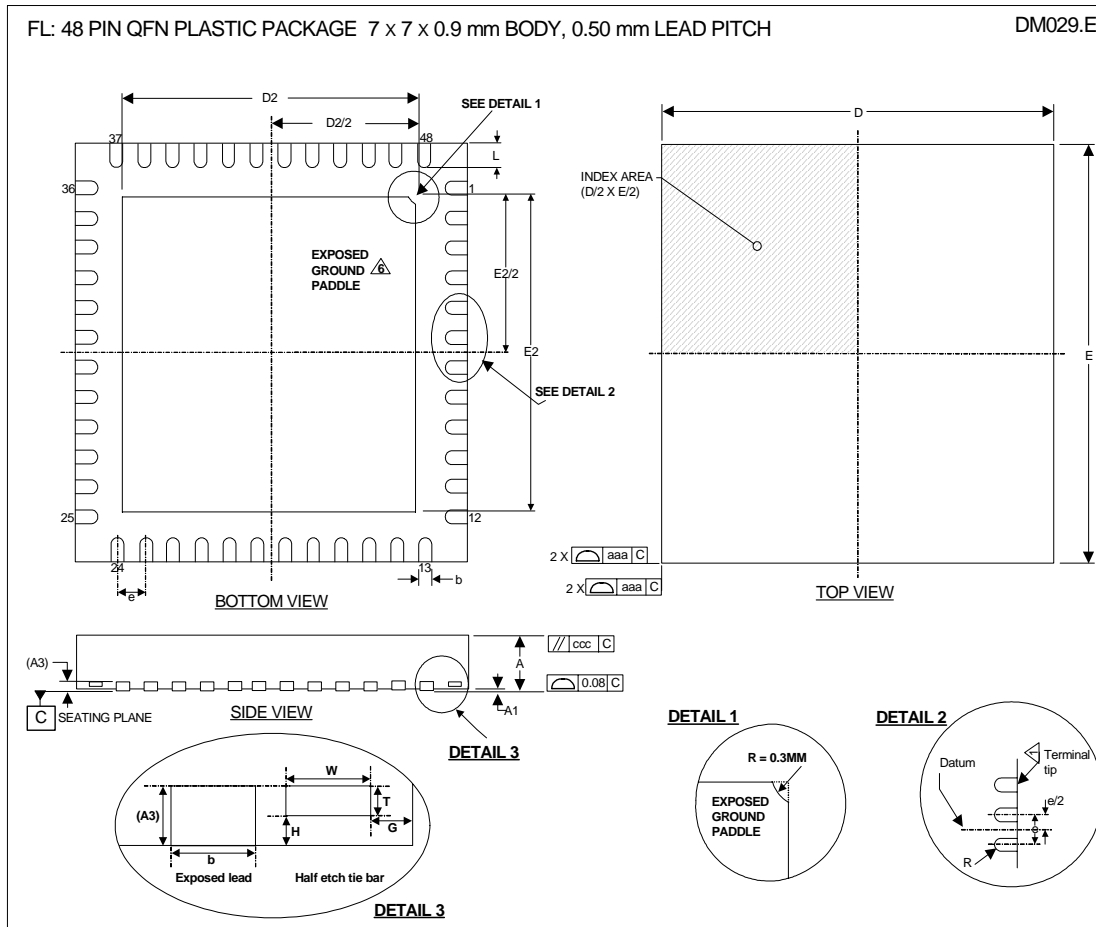 FL: 48 PIN QFN PLASTIC PACKAGE 7 x 7 x 0.9 mm BODY, 0.50 mm LEAD PITCH
DM029.E
D2
SEE DETAIL 1
D2/2
37
48
L
36
1
EXPOSED
GROUND
PADDLE
6
E2/2
E2
SEE DETAIL 2
25
12
24
13
e
b
BOTTOM VIEW
D
INDEX AREA
(D/2 X E/2)
E
2 X aaa C
2 X aaa C
TOP VIEW
(A3)
A
// ccc C
0.08 C
A1
C SEATING PLANE
SIDE VIEW
DETAIL 3
W
(A3)
T
H
G
b
Exposed lead
Half etch tie bar
DETAIL 3
DETAIL 1
R = 0.3MM
EXPOSED
GROUND
PADDLE
DETAIL 2
Datum
1
Terminal
tip
e/2
e
R